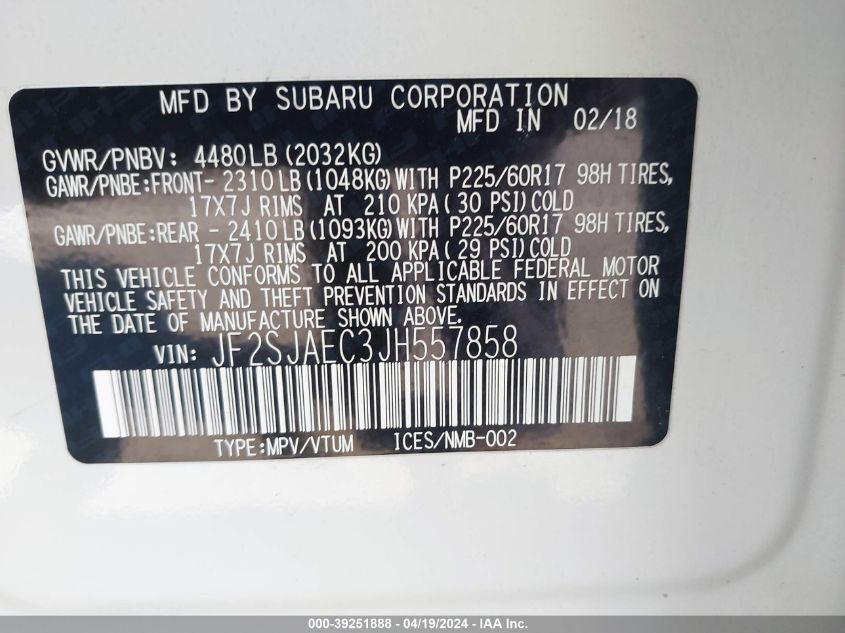 MFD BY SUBARU CORPORATION
MFD IN 02/18
GVWR/PNBV: 4480LB (2032KG)
GAWR/PNBE:FRONT- 2310LB (1048KG) WITH P225/60R17 98H TIRES,
17X7J RIMS AT 210 KPA (30 PSI) COLD
GAWR/PNBE:REAR - 2410LB (1093KG) WITH P225/60R17 98H TIRES,
17X7J RIMS AT 200 KPA (29 PSI) COLD
THIS VEHICLE CONFORMS TO ALL APPLICABLE FEDERAL MOTOR
VEHICLE SAFETY AND THEFT PREVENTION STANDARDS IN EFFECT ON
THE DATE OF MANUFACTURE SHOWN ABOVE.
VIN: JF2SJAEC3JH557858
TYPE:MPV/VTUM ICES/NMB-002
000-39251888 - 04/19/2024 - IAA Inc.